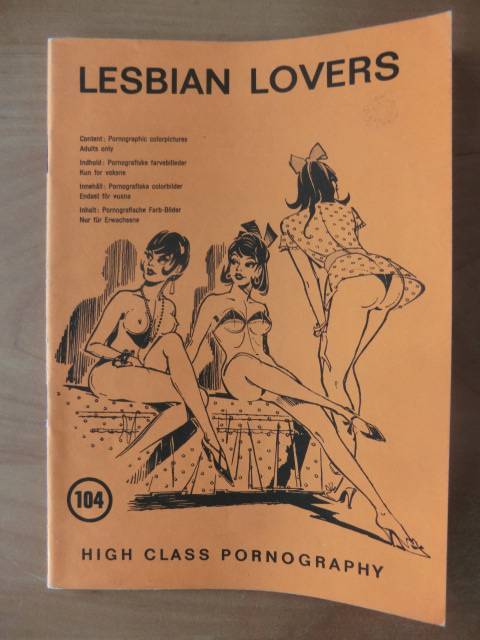 LESBIAN LOVERS
Content: Pornographic colorpictures
Adults only
Indhold: Pornografiske farvebilleder
Kun for voksne
Innehåll: Pornografiska colorbilder
Endast för vuxna
Inhalt: Pornografische Farb-Bilder
Nur für Erwachsene
104
HIGH CLASS PORNOGRAPHY